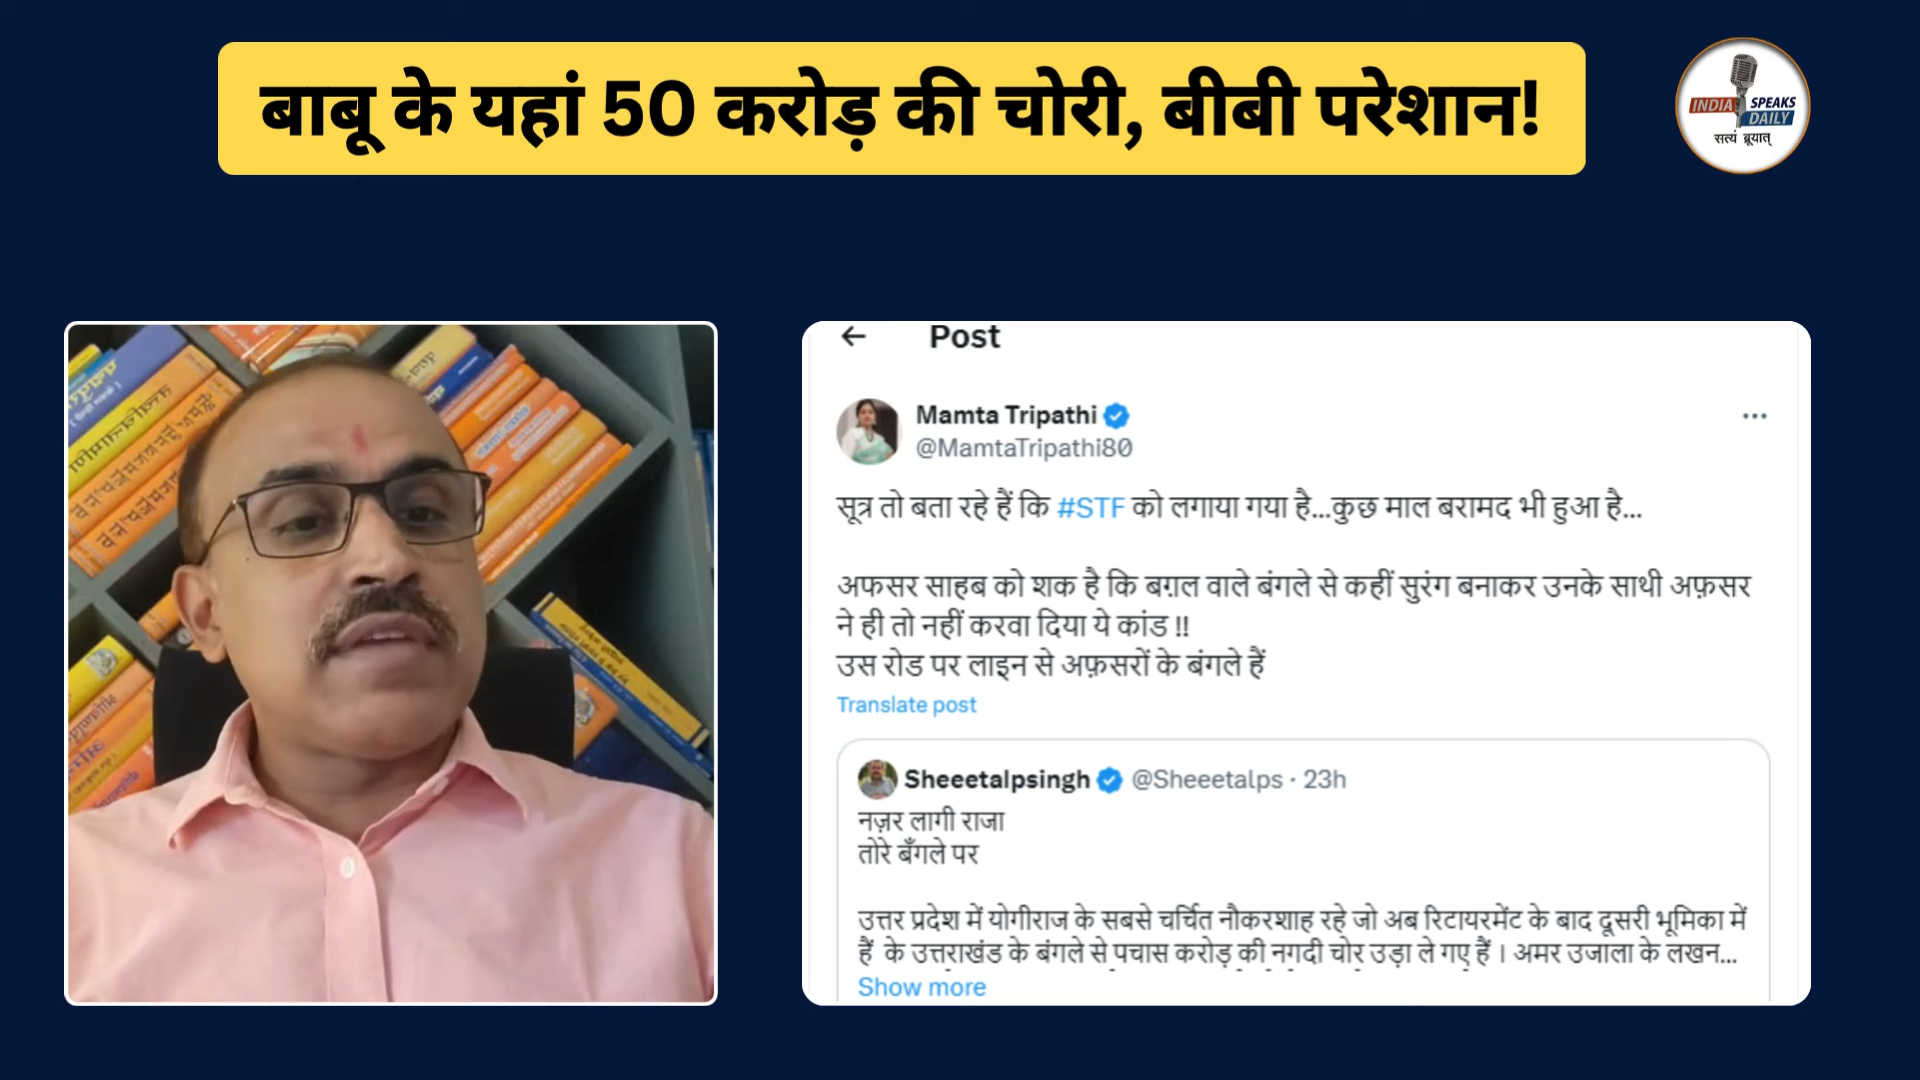 बाबू के यहां 50 करोड़ की चोरी, बीबी परेशान!
INDIA SPEAKS
DAILY
सत्यं ब्रूयात्
Post
Mamta Tripathi
@MamtaTripathi80
सूत्र तो बता रहे हैं कि #STF को लगाया गया है...कुछ माल बरामद भी हुआ है...
अफसर साहब को शक है कि बग़ल वाले बंगले से कहीं सुरंग बनाकर उनके साथी अफ़सर
ने ही तो नहीं करवा दिया ये कांड !!
उस रोड पर लाइन से अफ़सरों के बंगले हैं
Translate post
Sheeetalpsingh @Sheeetalps · 23h
नज़र लागी राजा
तोरे बँगले पर
उत्तर प्रदेश में योगीराज के सबसे चर्चित नौकरशाह रहे जो अब रिटायरमेंट के बाद दूसरी भूमिका में
हैं के उत्तराखंड के बंगले से पचास करोड़ की नगदी चोर उड़ा ले गए हैं । अमर उजाला के लखन...
Show more